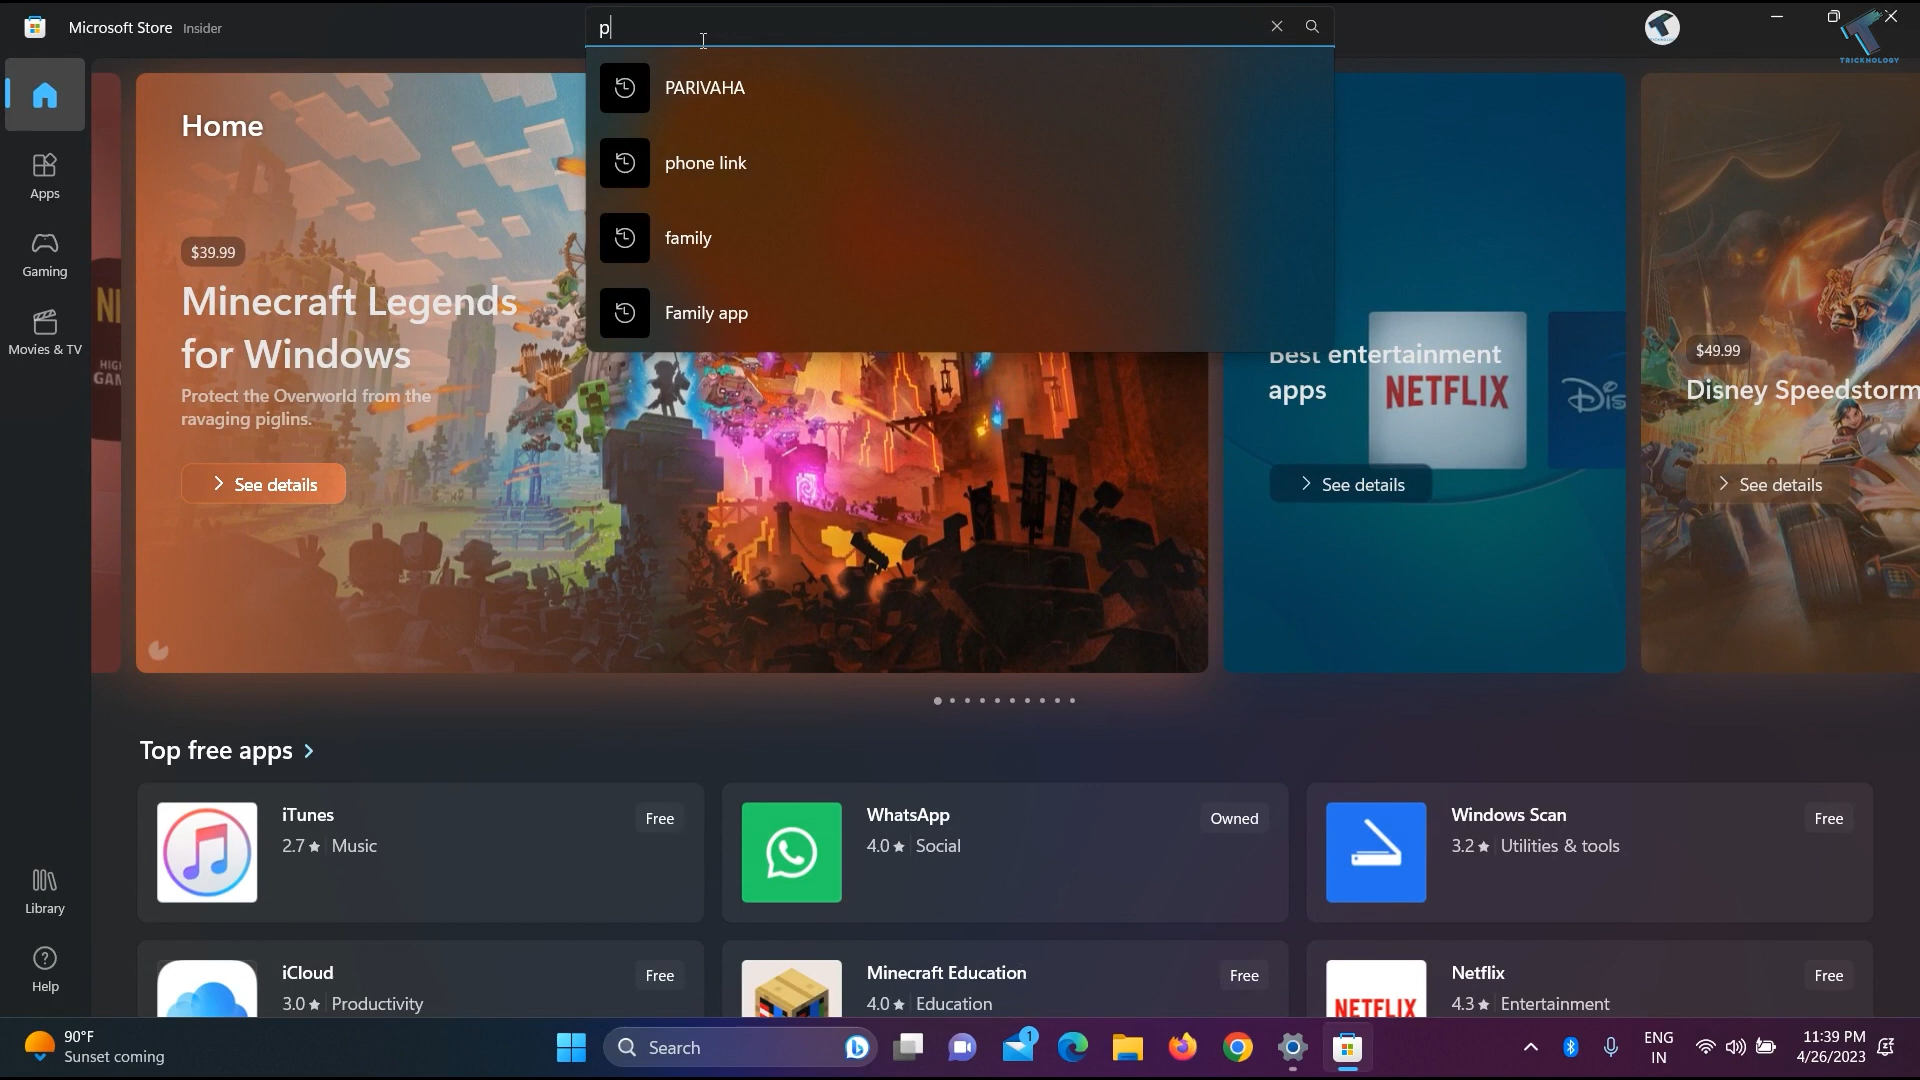 Microsoft Store Insider
p
TRICKNOLOGY
PARIVAHA
phone link
family
Family app
Home
Apps
Gaming
Movies & TV
Library
Help
$39.99
Minecraft Legends
for Windows
Protect the Overworld from the
ravaging piglins.
See details
Best entertainment
apps
NETFLIX
Dis
See details
$49.99
Disney Speedstorm
See details
Top free apps
iTunes
Free
2.7 ★ Music
WhatsApp
Owned
4.0 ★ Social
Windows Scan
Free
3.2 ★ Utilities & tools
iCloud
Free
3.0 ★ Productivity
Minecraft Education
Free
4.0 ★ Education
NETFLIX
Netflix
Free
4.3 ★ Entertainment
90°F
Sunset coming
Search
1
ENG
IN
11:39 PM
4/26/2023